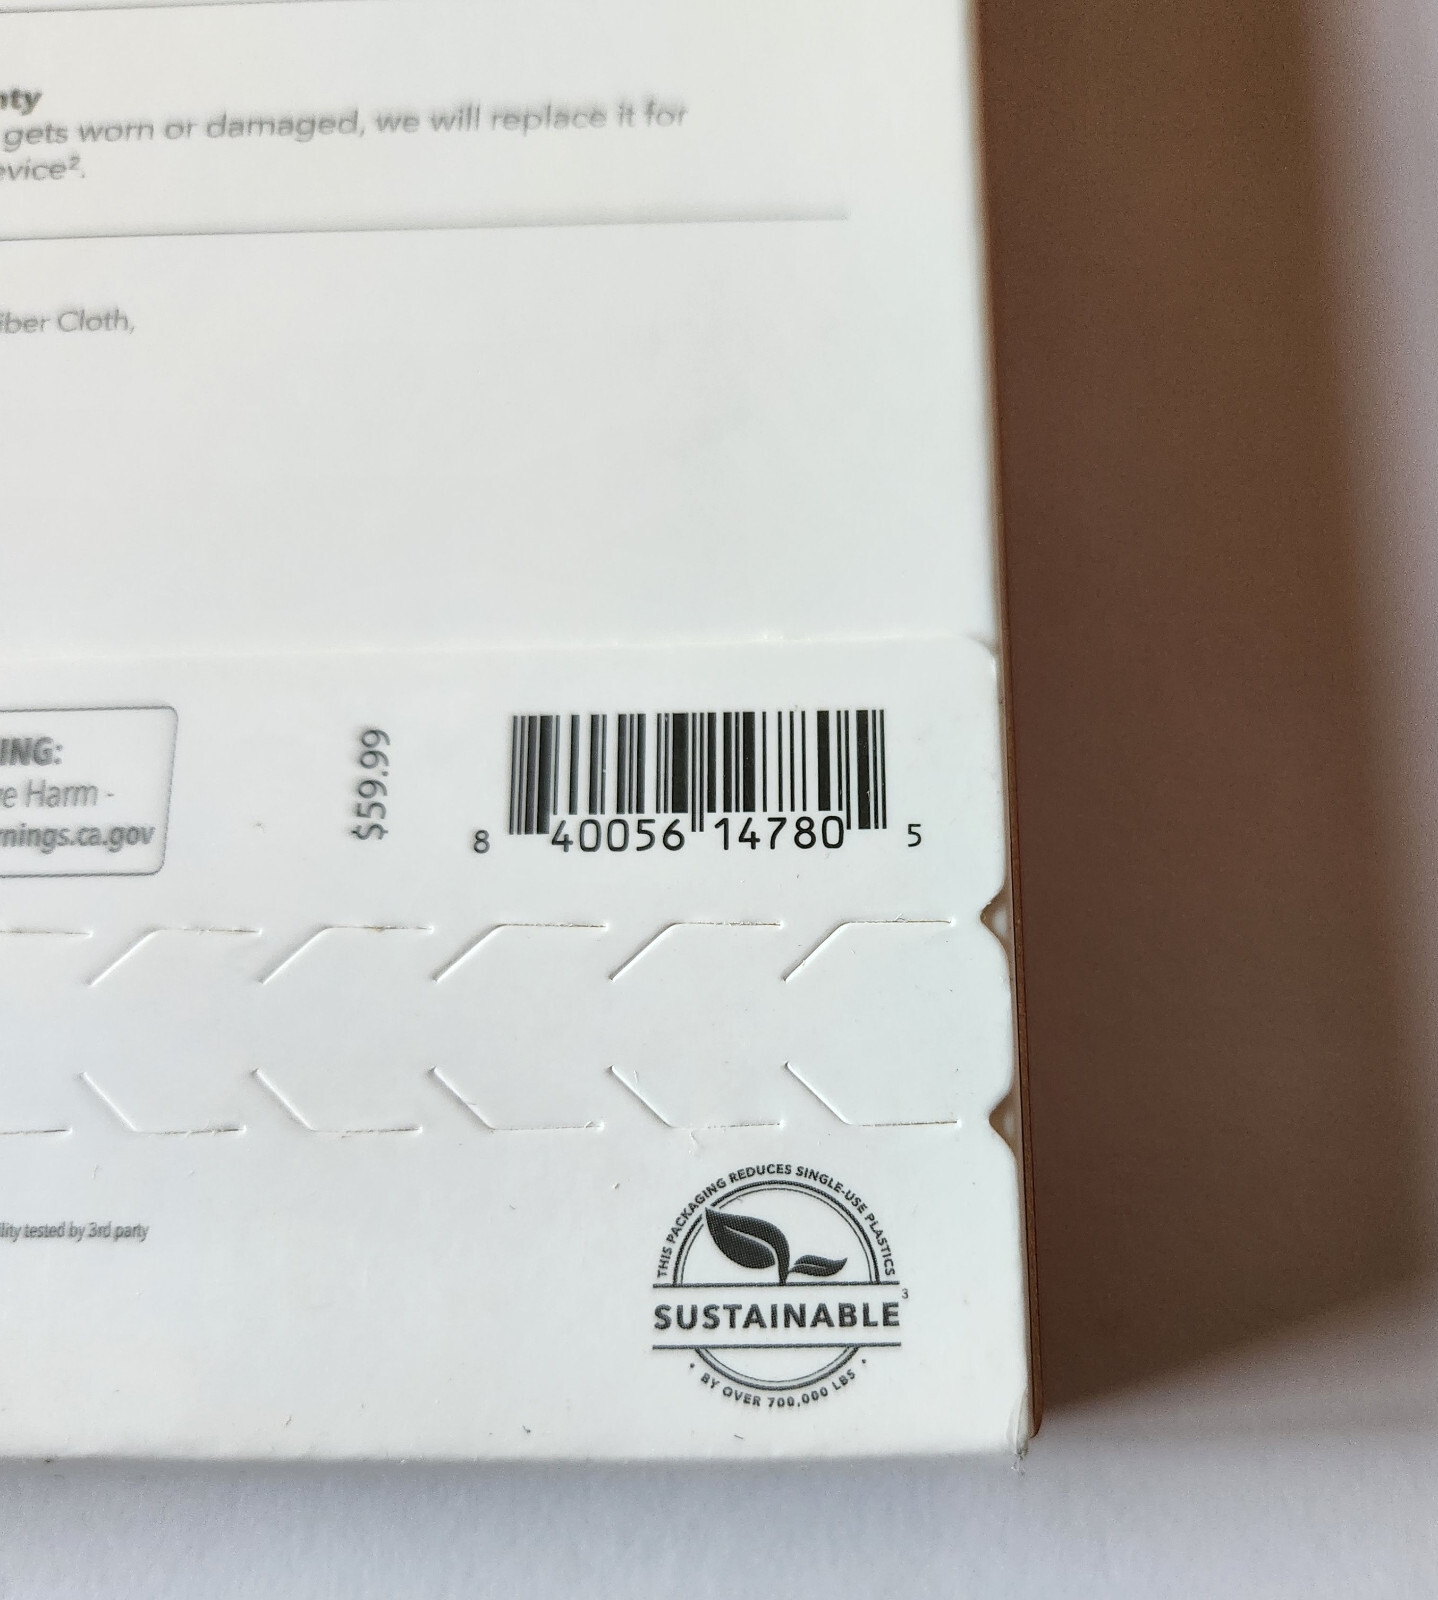 nty
gets worn or damaged, we will replace it for
evice².
iber Cloth,
ING:
ve Harm -
rnings.ca.gov
$59.99
8 40056 14780 5
lity tested by 3rd party
THIS PACKAGING REDUCES SINGLE-USE PLASTICS
SUSTAINABLE³
• BY OVER 700,000 LBS •